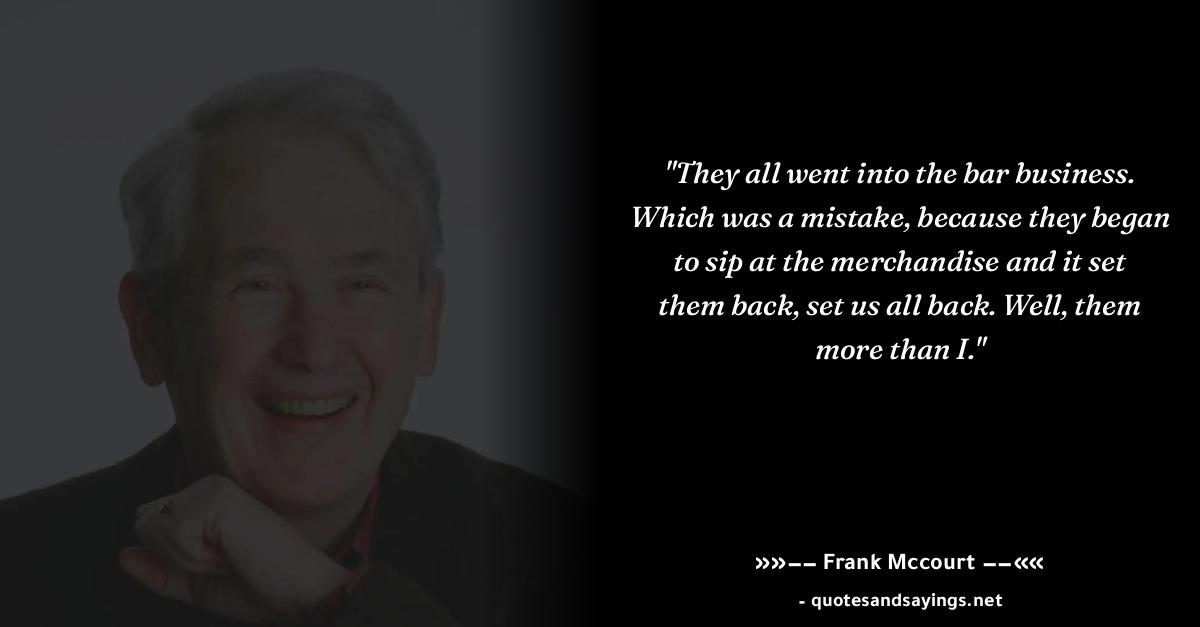 "They all went into the bar business.
Which was a mistake, because they began
to sip at the merchandise and it set
them back, set us all back. Well, them
more than I."
»»−− Frank Mccourt −−««
- quotesandsayings.net